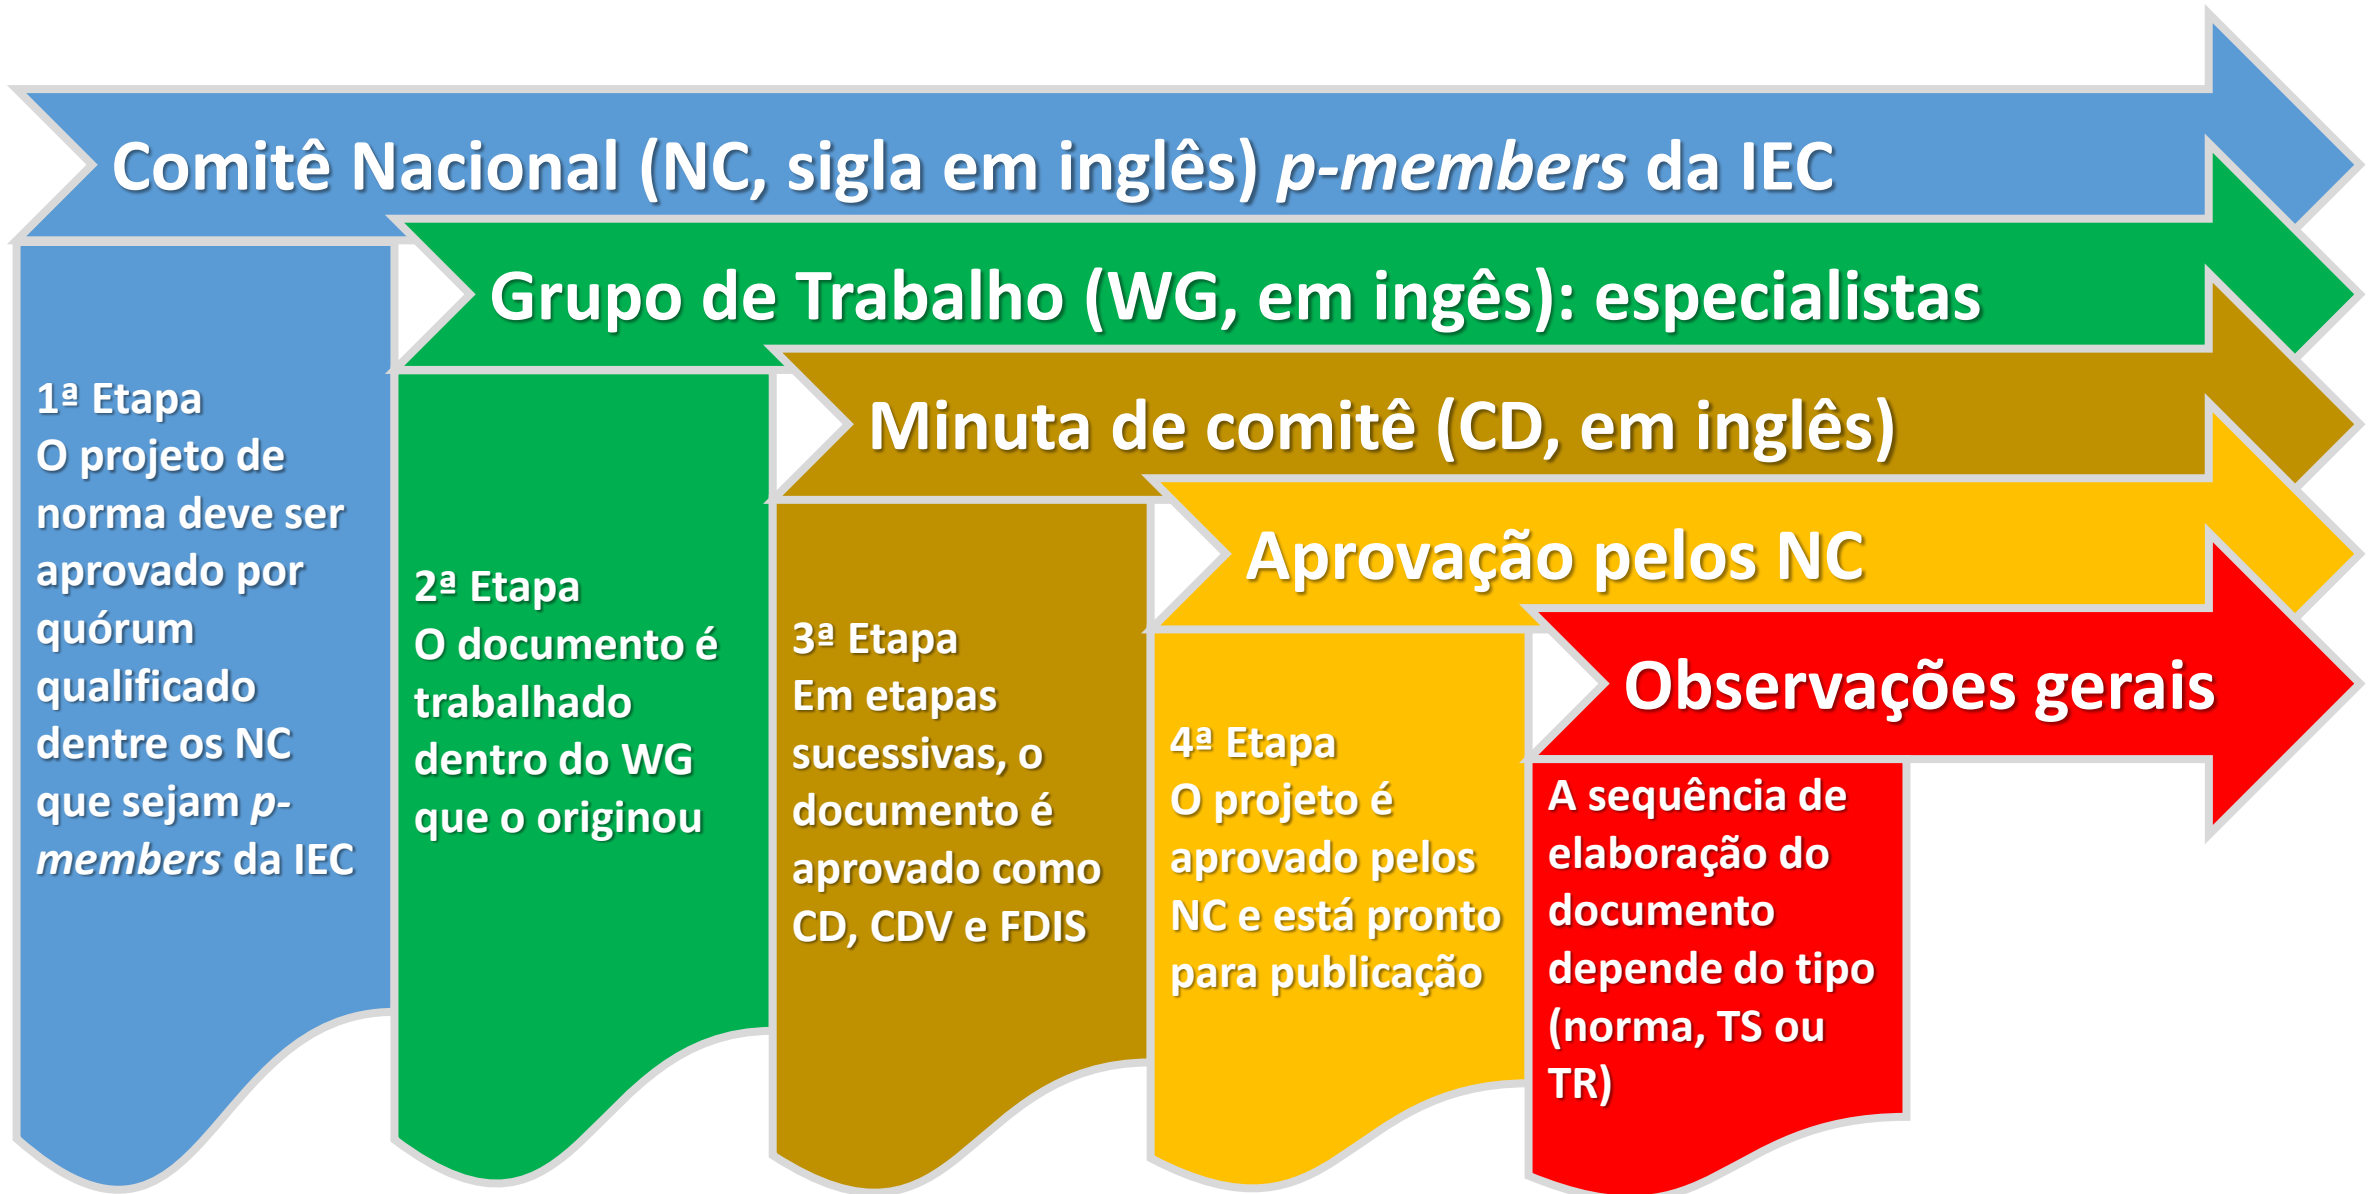 Comitê Nacional (NC, sigla em inglês) p-members da IEC
1ª Etapa
O projeto de
norma deve ser
aprovado por
quórum
qualificado
dentre os NC
que sejam p-
members da IEC
Grupo de Trabalho (WG, em ingês): especialistas
2ª Etapa
O documento é
trabalhado
dentro do WG
que o originou
Minuta de comitê (CD, em inglês)
3ª Etapa
Em etapas
sucessivas, o
documento é
aprovado como
CD, CDV e FDIS
Aprovação pelos NC
4ª Etapa
O projeto é
aprovado pelos
NC e está pronto
para publicação
Observações gerais
A sequência de
elaboração do
documento
depende do tipo
(norma, TS ou
TR)